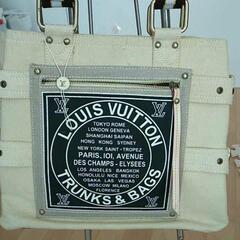 LOUIS VUITTON
TOKYO ROME
LONDON GENEVA
SHANGHAI SAIPAN
HONG KONG SYDNEY
NEW YORK SAINT-TROPEZ
PARIS.101, AVENUE
DES CHAMPS-ELYSEES
LOS ANGELES BANGKOK
HONOLULU NICE MEXICO
OSAKA LAS VEGAS
MOSCOW MILANO
FLORENCE
TRUNKS & BAGS